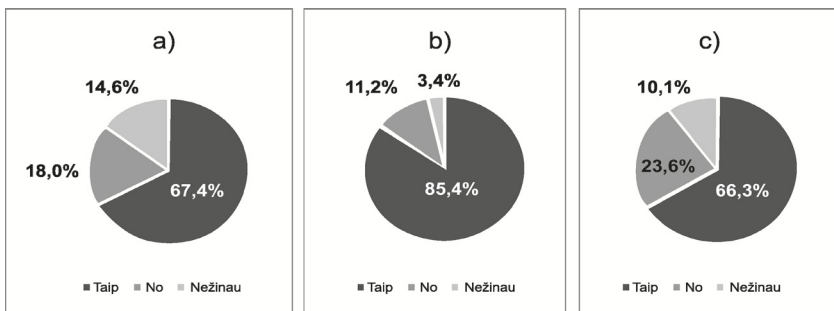 a)
14,6%
18,0%
67,4%
Taip No Nežinau
b)
11,2% 3,4%
85,4%
Taip No Nežinau
c)
10,1%
23,6%
66,3%
Taip No Nežinau